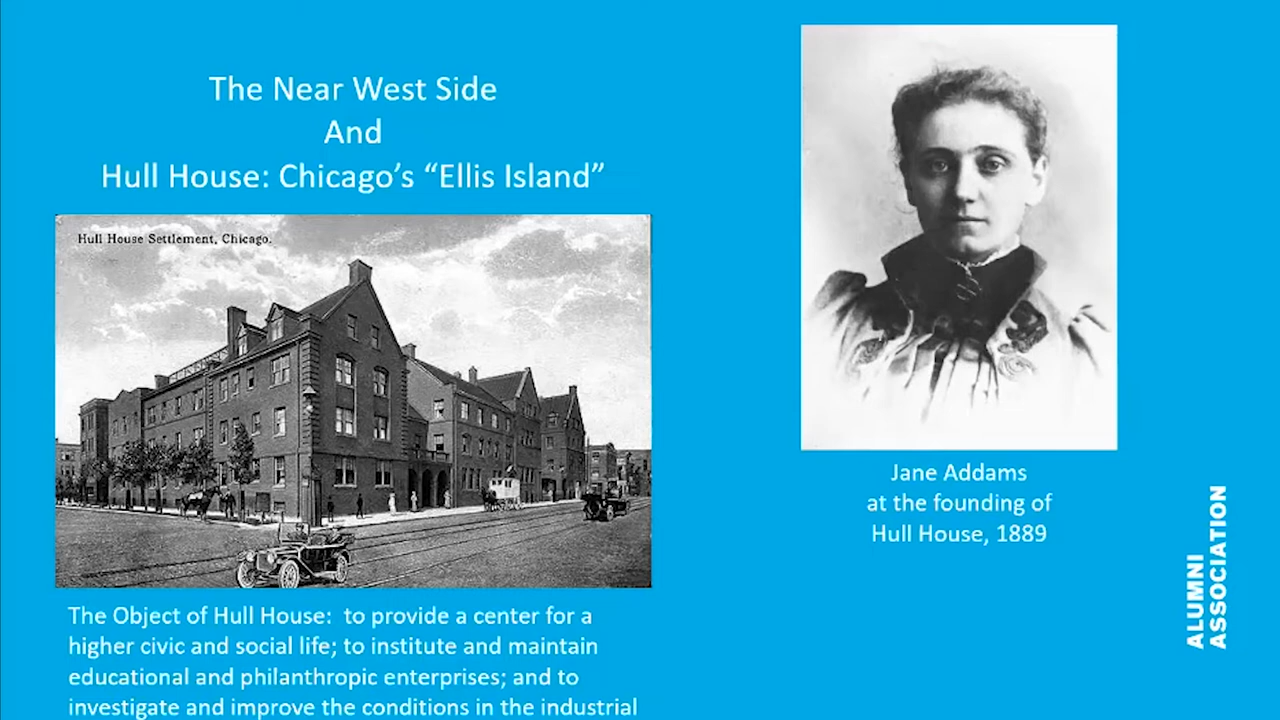 The Near West Side
And
Hull House: Chicago’s “Ellis Island”
Hull House Settlement, Chicago.
The Object of Hull House:  to provide a center for a
higher civic and social life; to institute and maintain
educational and philanthropic enterprises; and to
investigate and improve the conditions in the industrial
Jane Addams
at the founding of
Hull House, 1889
ALUMNI
ASSOCIATION